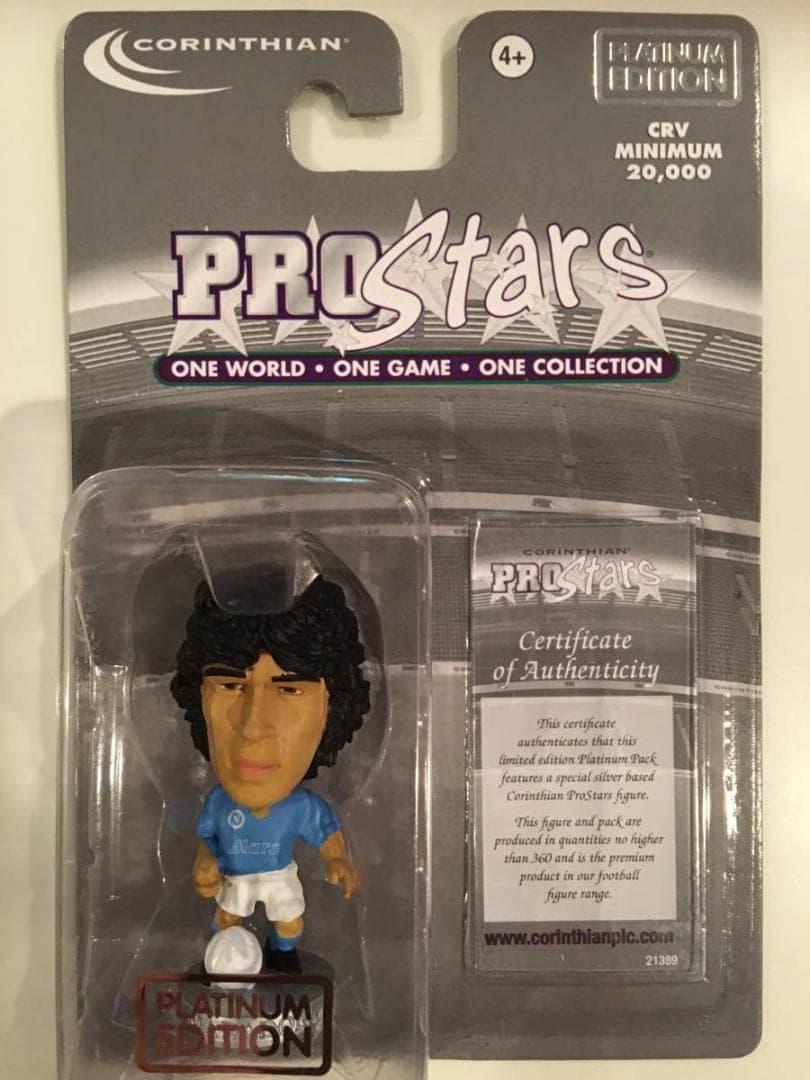 CORINTHIAN
4+
PLATINUM
EDITION
CRV
MINIMUM
20,000
PROStars
ONE WORLD • ONE GAME • ONE COLLECTION
CORINTHIAN
PROStars
Certificate
of Authenticity
This certificate
authenticates that this
limited edition Platinum Pack
features a special silver based
Corinthian ProStars figure.
This figure and pack are
produced in quantities no higher
than 360 and is the premium
product in our football
figure range.
www.corinthianplc.com
21389
N
Mars
PLATINUM
EDITION